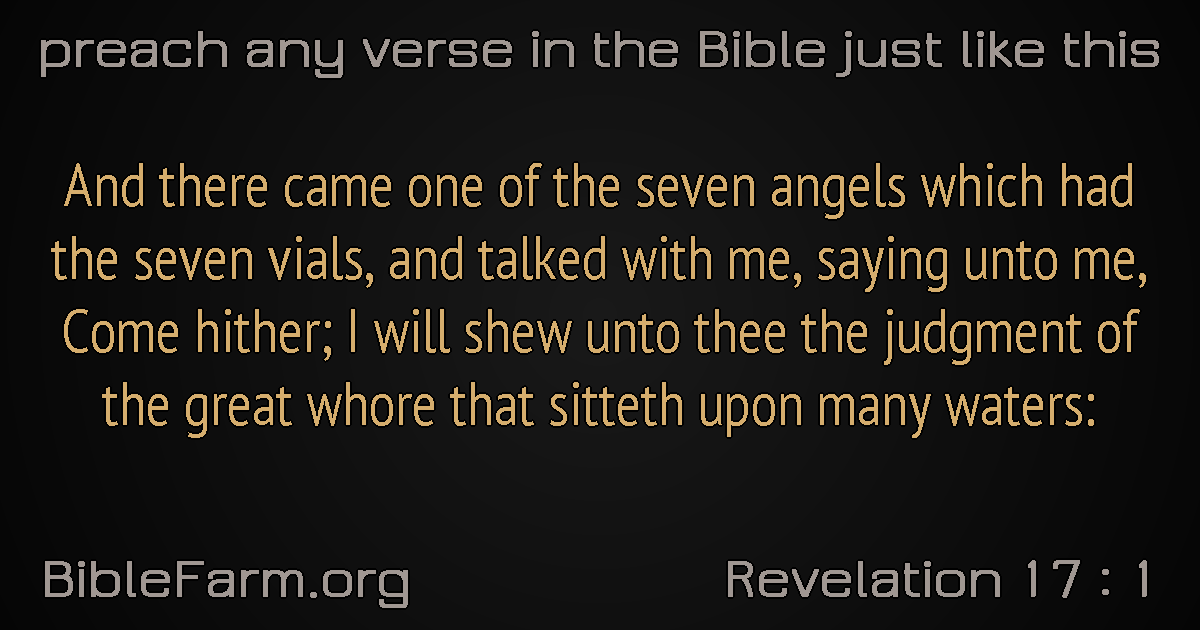 preach any verse in the Bible just like this
And there came one of the seven angels which had
the seven vials, and talked with me, saying unto me,
Come hither; I will shew unto thee the judgment of
the great whore that sitteth upon many waters:
BibleFarm.org
Revelation 17 : 1